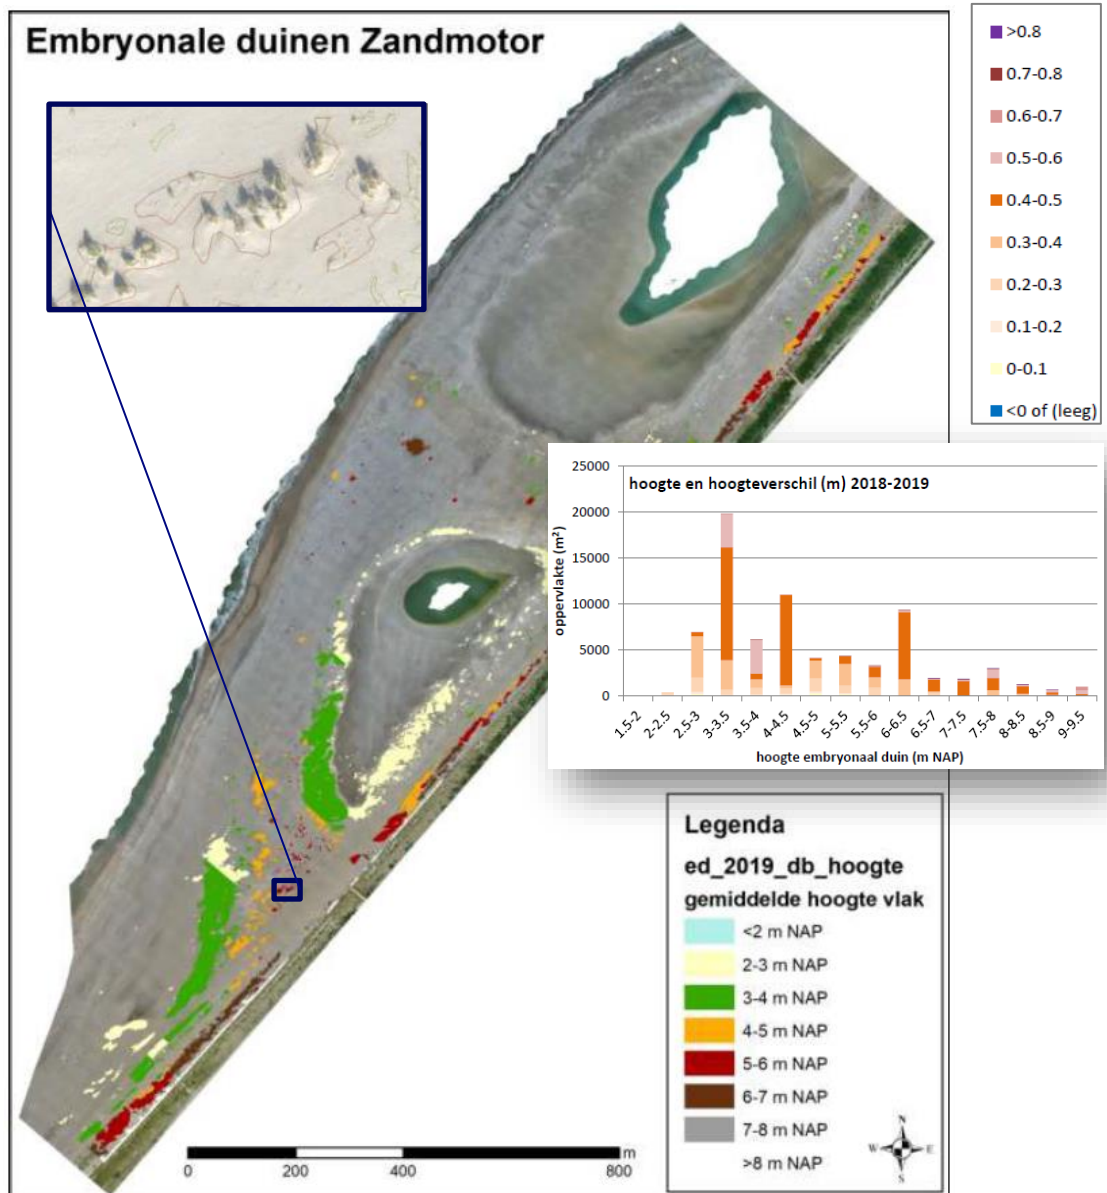 Embryonale duinen Zandmotor
>0.8
0.7-0.8
0.6-0.7
0.5-0.6
0.4-0.5
0.3-0.4
0.2-0.3
0.1-0.2
0-0.1
<0 of (leeg)
hoogte en hoogteverschil (m) 2018-2019
oppervlakte (m²)
25000
20000
15000
10000
5000
0
1.5-2
2-2.5
2.5-3
3-3.5
3.5-4
4-4.5
4.5-5
5-5.5
5.5-6
6-6.5
6.5-7
7-7.5
7.5-8
8-8.5
8.5-9
9-9.5
hoogte embryonaal duin (m NAP)
Legenda
ed_2019_db_hoogte
gemiddelde hoogte vlak
<2 m NAP
2-3 m NAP
3-4 m NAP
4-5 m NAP
5-6 m NAP
6-7 m NAP
7-8 m NAP
>8 m NAP
N
W E
S
m
0 200 400 800